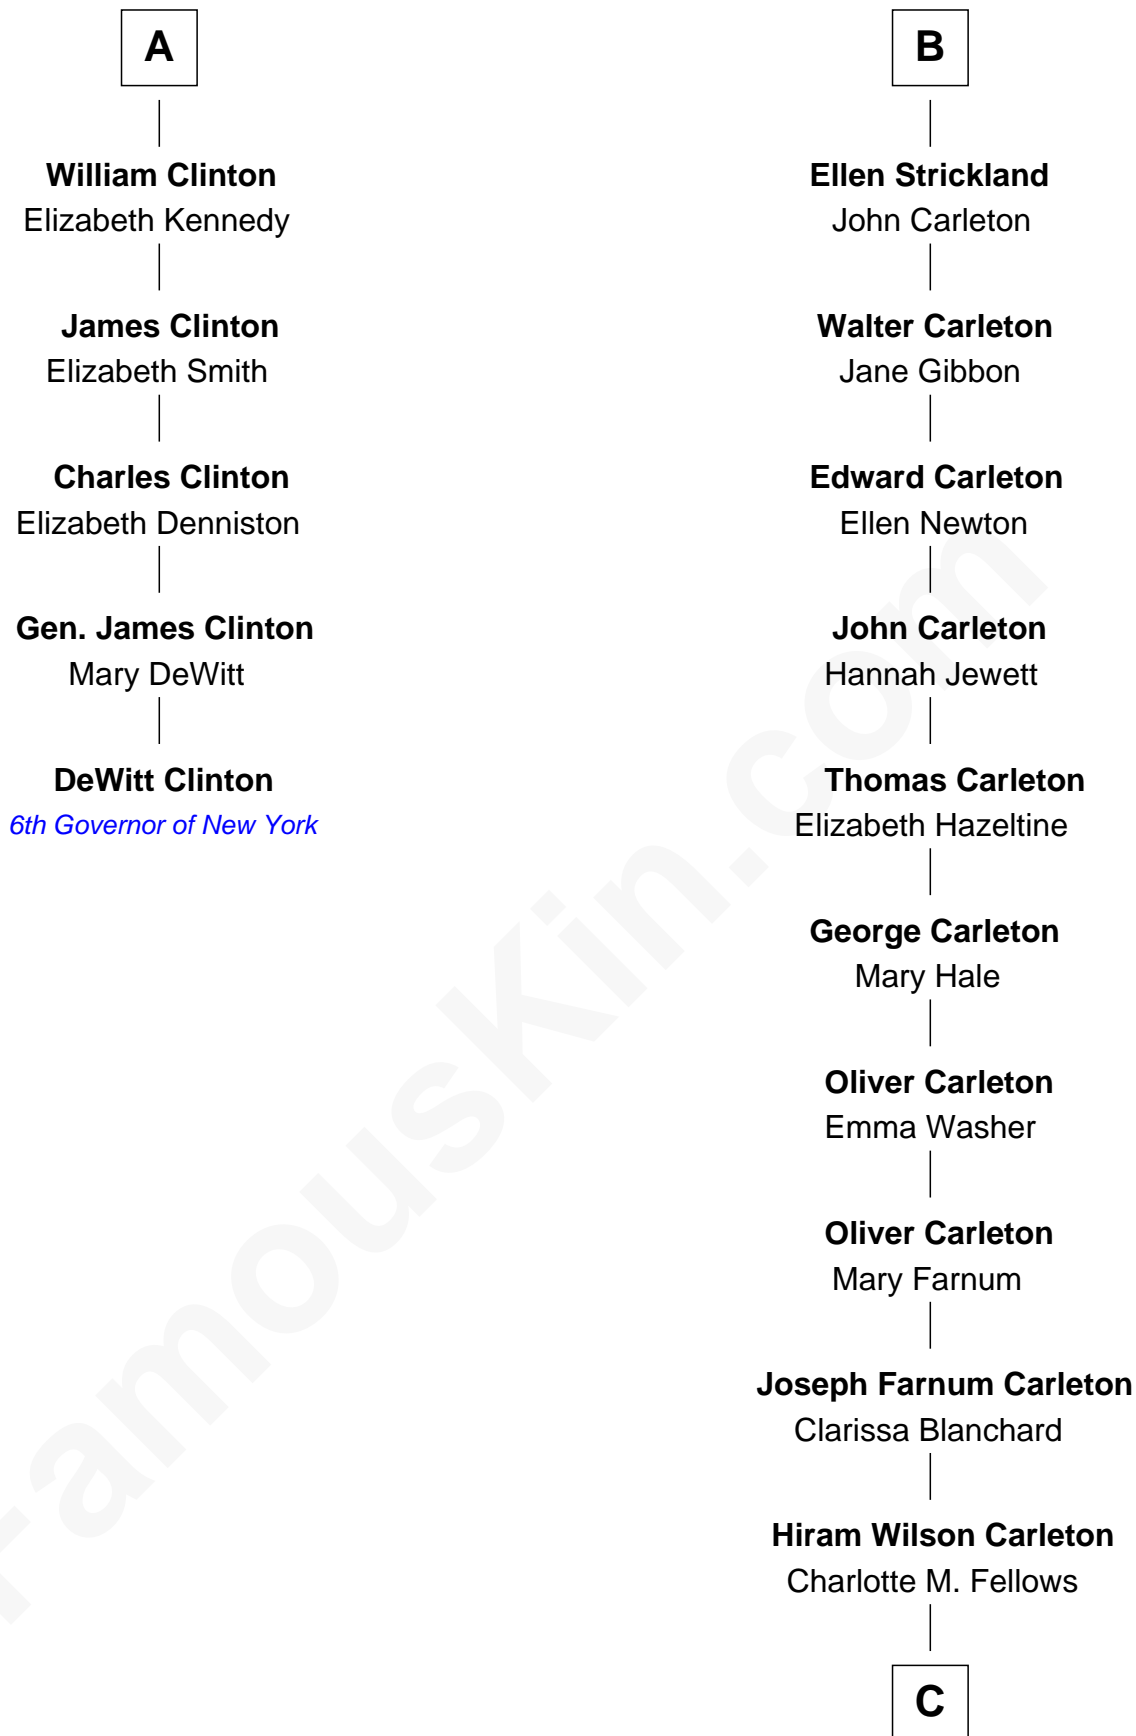 A
William Clinton
Elizabeth Kennedy
James Clinton
Elizabeth Smith
Charles Clinton
Elizabeth Denniston
Gen. James Clinton
Mary DeWitt
DeWitt Clinton
6th Governor of New York
B
Ellen Strickland
John Carleton
Walter Carleton
Jane Gibbon
Edward Carleton
Ellen Newton
John Carleton
Hannah Jewett
Thomas Carleton
Elizabeth Hazeltine
George Carleton
Mary Hale
Oliver Carleton
Emma Washer
Oliver Carleton
Mary Farnum
Joseph Farnum Carleton
Clarissa Blanchard
Hiram Wilson Carleton
Charlotte M. Fellows
C
FamousKin.com